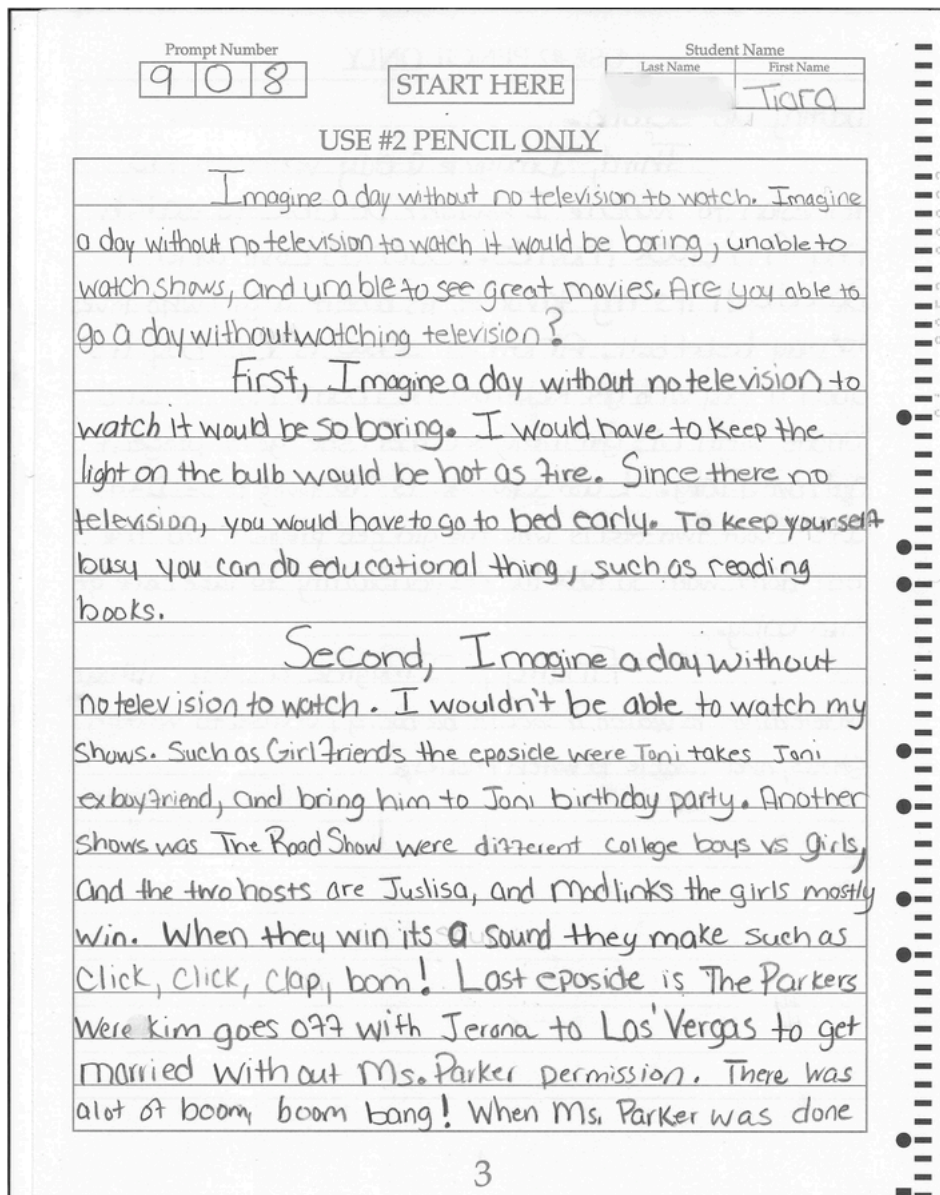 Prompt Number
908
START HERE
Student Name
Last Name
First Name
Tiara
USE #2 PENCIL ONLY
Imagine a day without no television to watch. Imagine
a day without no television to watch it would be boring, unable to
watch shows, and unable to see great movies. Are you able to
go a day without watching television?
First, Imagine a day without no television to
watch it would be so boring. I would have to keep the
light on the bulb would be hot as fire. Since there no
television, you would have to go to bed early. To keep yourself
busy you can do educational thing, such as reading
books.
Second, Imagine a day without
no television to watch. I wouldn't be able to watch my
shows. Such as Girlfriends the eposicle were Toni takes Joni
exboyfriend, and bring him to Joni birthday party. Another
shows was The Road Show were different college boys vs girls,
and the two hosts are Juslisa, and madlinks the girls mostly
win. When they win its a sound they make such as
Click, Click, clap, bom! Last eposide is The Parkers
Were kim goes off with Jerona to Los'Vergas to get
married with out Ms. Parker permission. There was
alot of boom, boom bang! When Ms. Parker was done
3